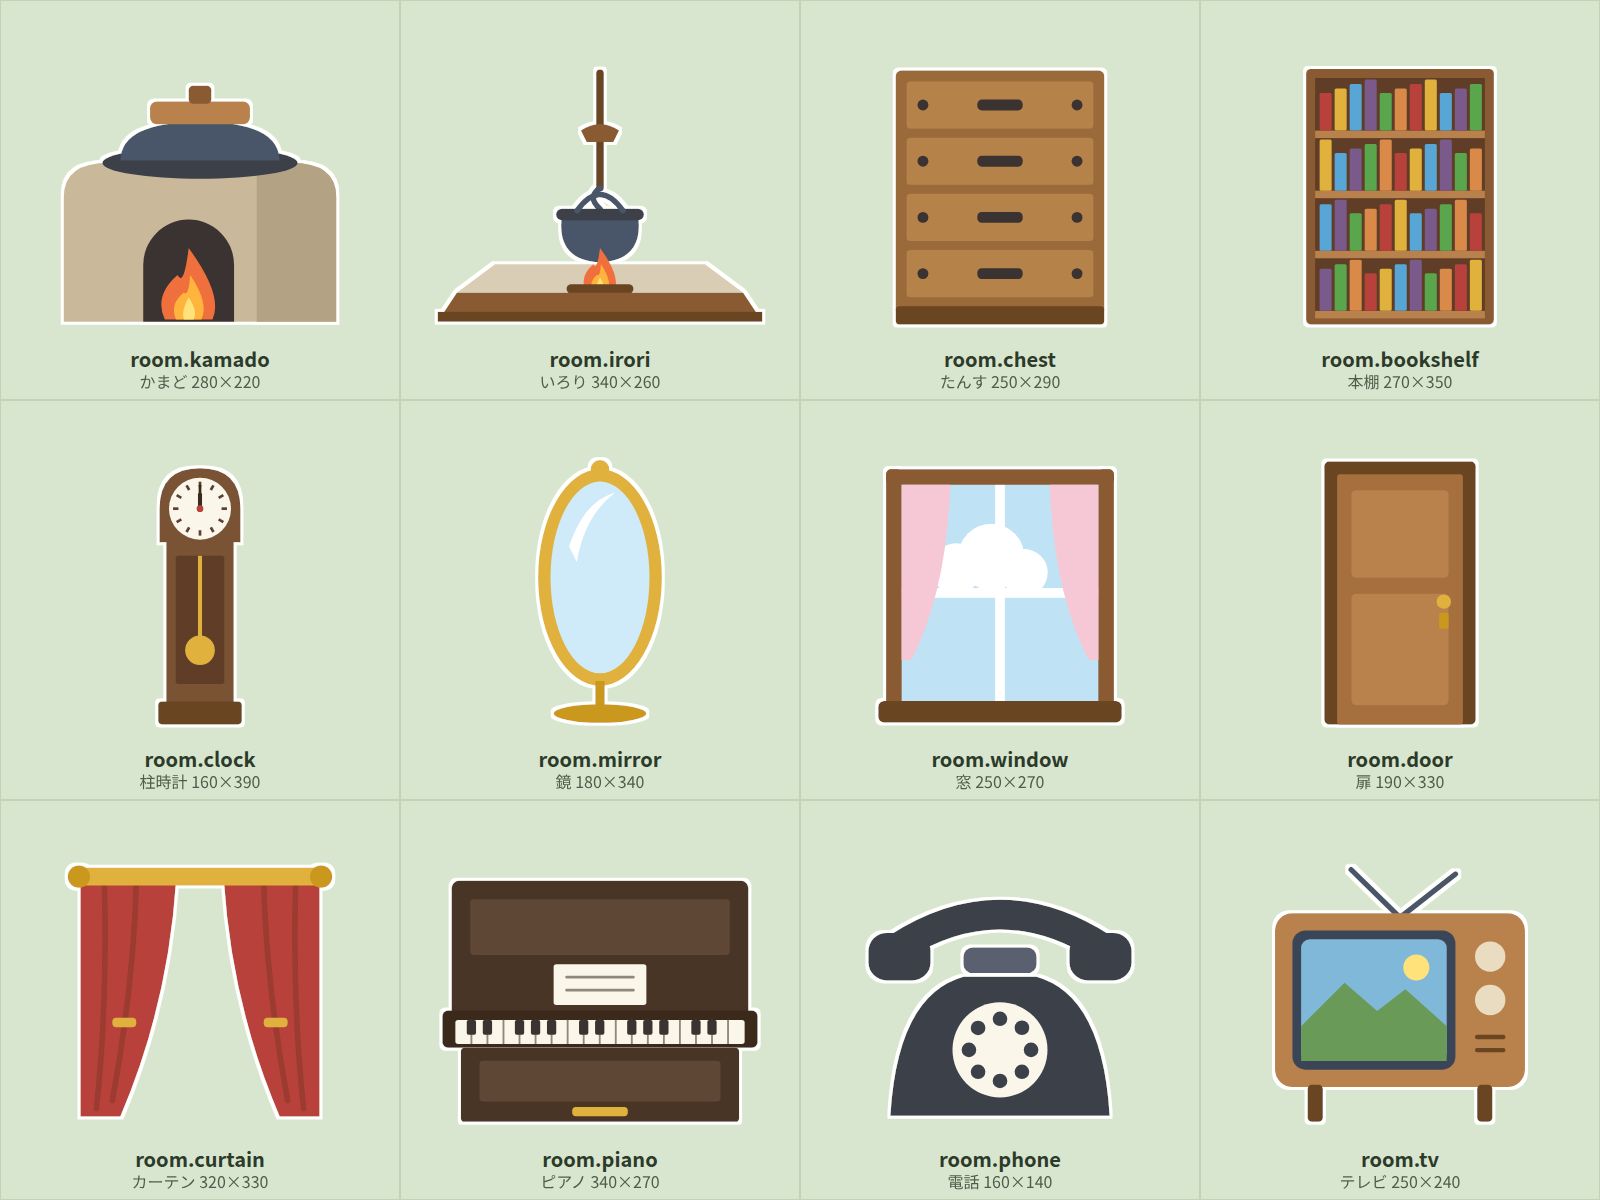 room.kamado
かまど 280×220
room.irori
いろり 340×260
room.chest
たんす 250×290
room.bookshelf
本棚 270×350
room.clock
柱時計 160×390
room.mirror
鏡 180×340
room.window
窓 250×270
room.door
扉 190×330
room.curtain
カーテン 320×330
room.piano
ピアノ 340×270
room.phone
電話 160×140
room.tv
テレビ 250×240